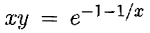 xy = e^{-1-1/x}